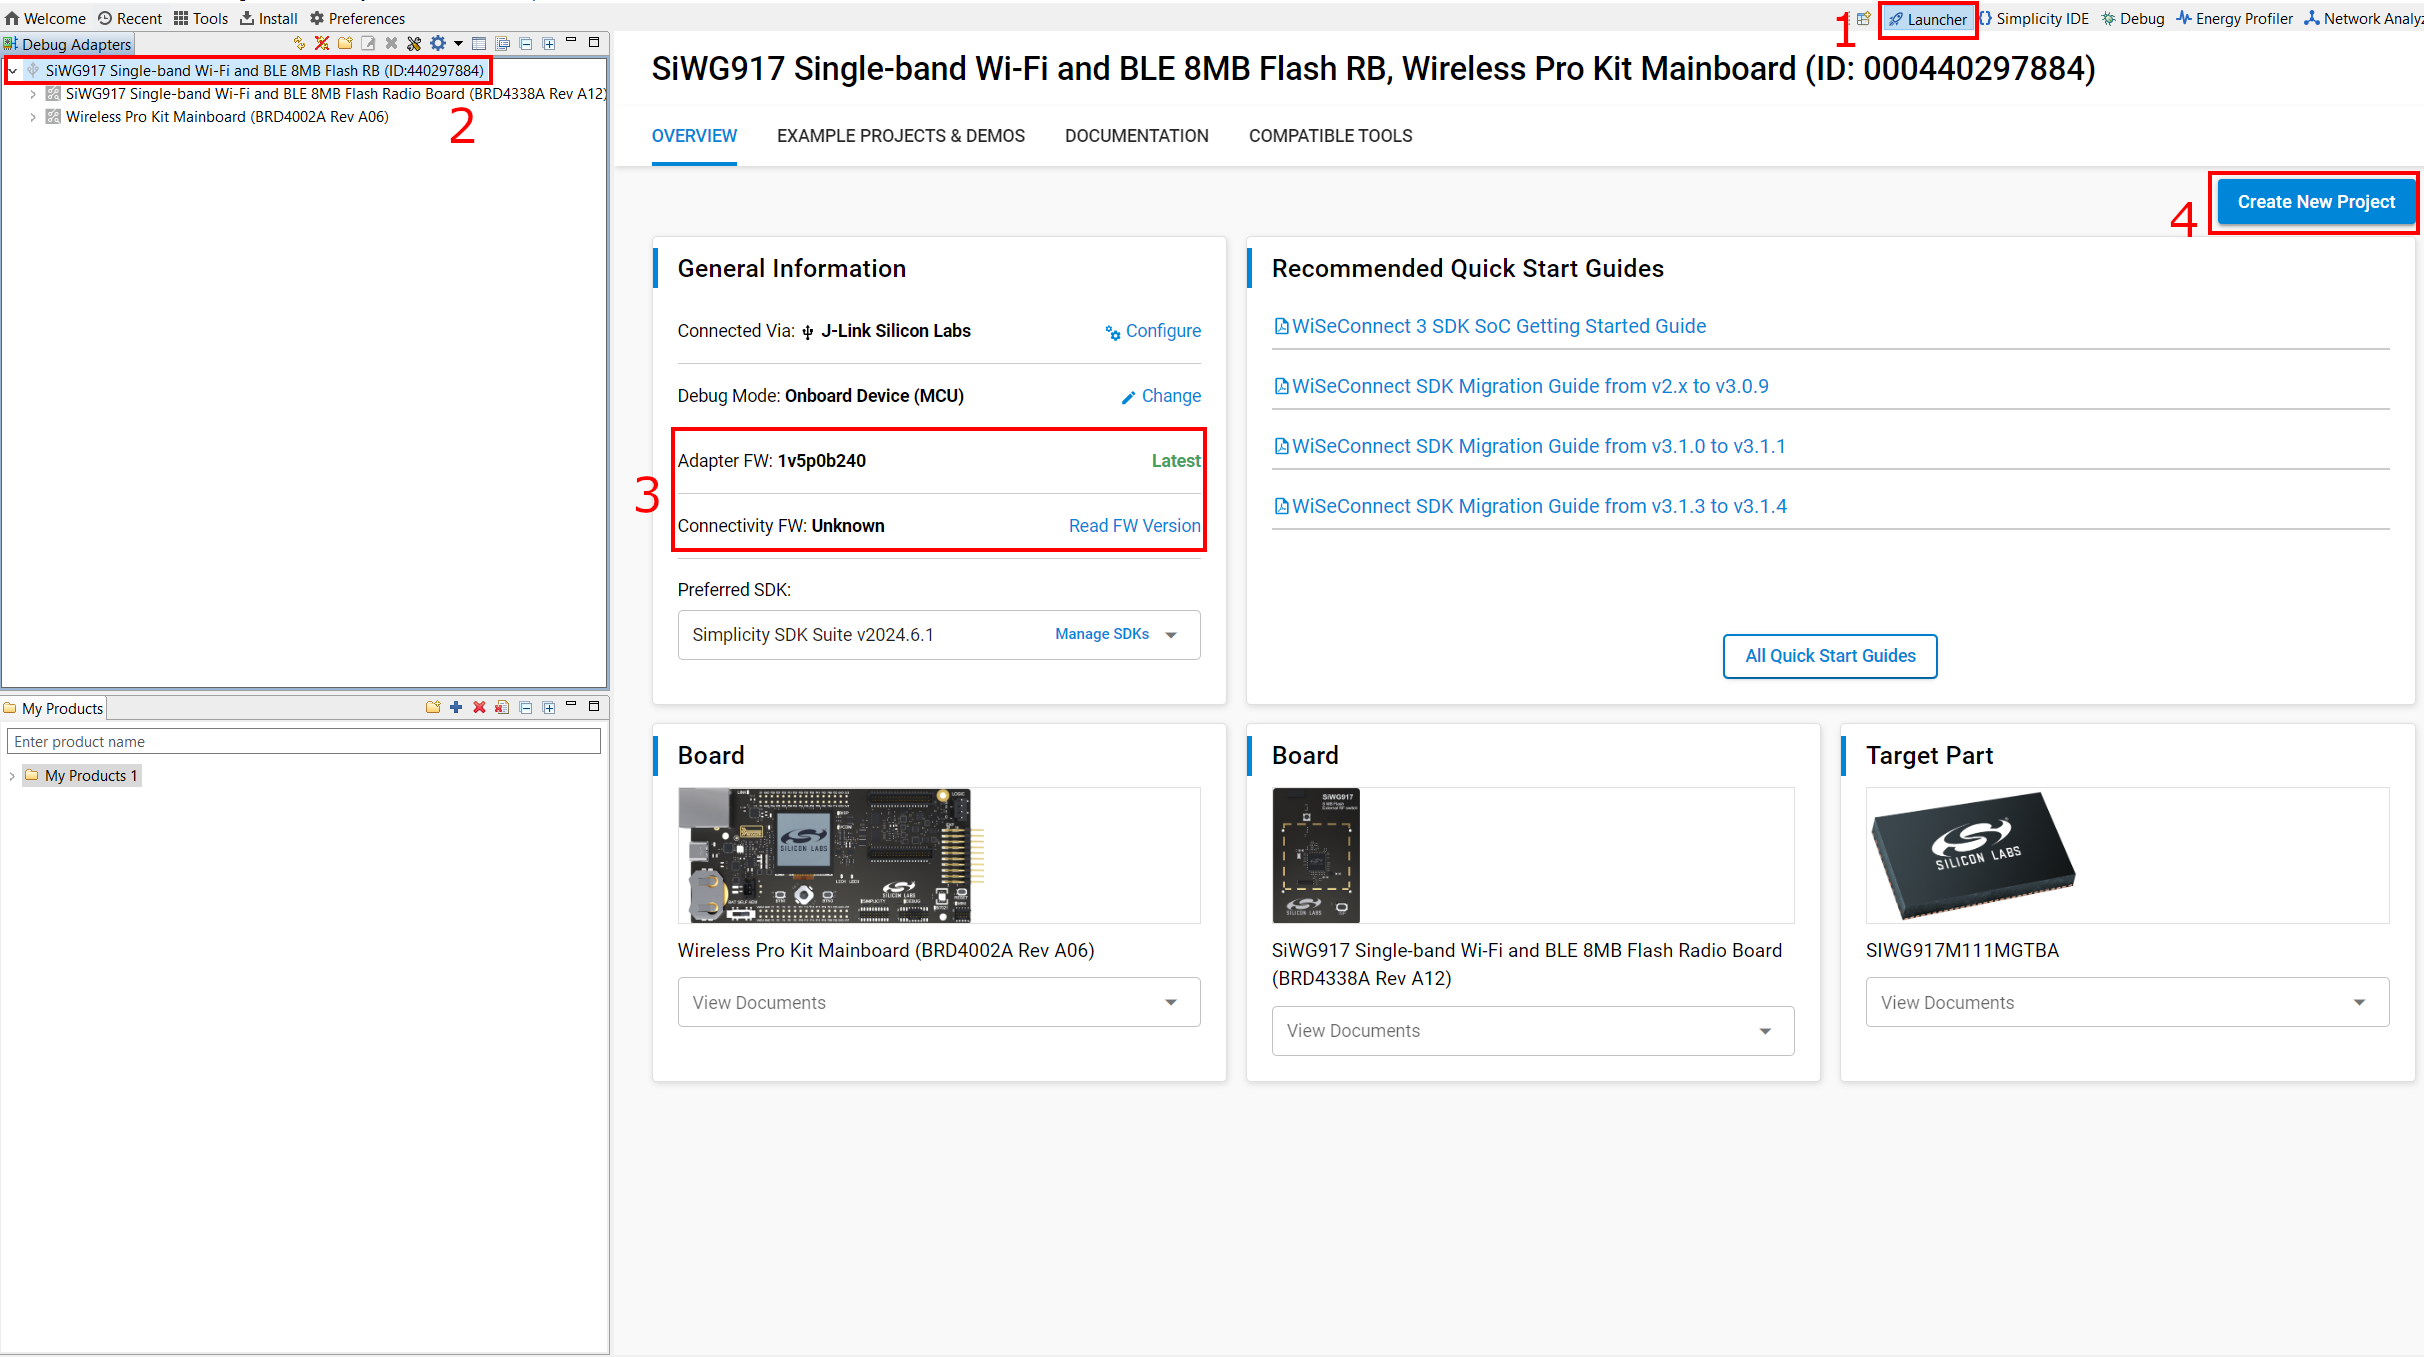 Welcome Recent Tools Install Preferences
1 Launcher Simplicity IDE Debug Energy Profiler Network Analyz
Debug Adapters
SiWG917 Single-band Wi-Fi and BLE 8MB Flash RB (ID:440297884)
SiWG917 Single-band Wi-Fi and BLE 8MB Flash Radio Board (BRD4338A Rev A12)
Wireless Pro Kit Mainboard (BRD4002A Rev A06)
2
My Products
Enter product name
My Products 1
SiWG917 Single-band Wi-Fi and BLE 8MB Flash RB, Wireless Pro Kit Mainboard (ID: 000440297884)
OVERVIEW EXAMPLE PROJECTS & DEMOS DOCUMENTATION COMPATIBLE TOOLS
4 Create New Project
General Information
Connected Via: J-Link Silicon Labs Configure
Debug Mode: Onboard Device (MCU) Change
3
Adapter FW: 1v5p0b240 Latest
Connectivity FW: Unknown Read FW Version
Preferred SDK:
Simplicity SDK Suite v2024.6.1 Manage SDKs
Recommended Quick Start Guides
WiSeConnect 3 SDK SoC Getting Started Guide
WiSeConnect SDK Migration Guide from v2.x to v3.0.9
WiSeConnect SDK Migration Guide from v3.1.0 to v3.1.1
WiSeConnect SDK Migration Guide from v3.1.3 to v3.1.4
All Quick Start Guides
Board
SILICON LABS
Wireless Pro Kit Mainboard (BRD4002A Rev A06)
View Documents
Board
SiWG917
SILICON LABS
SiWG917 Single-band Wi-Fi and BLE 8MB Flash Radio Board
(BRD4338A Rev A12)
View Documents
Target Part
SILICON LABS
SIWG917M111MGTBA
View Documents